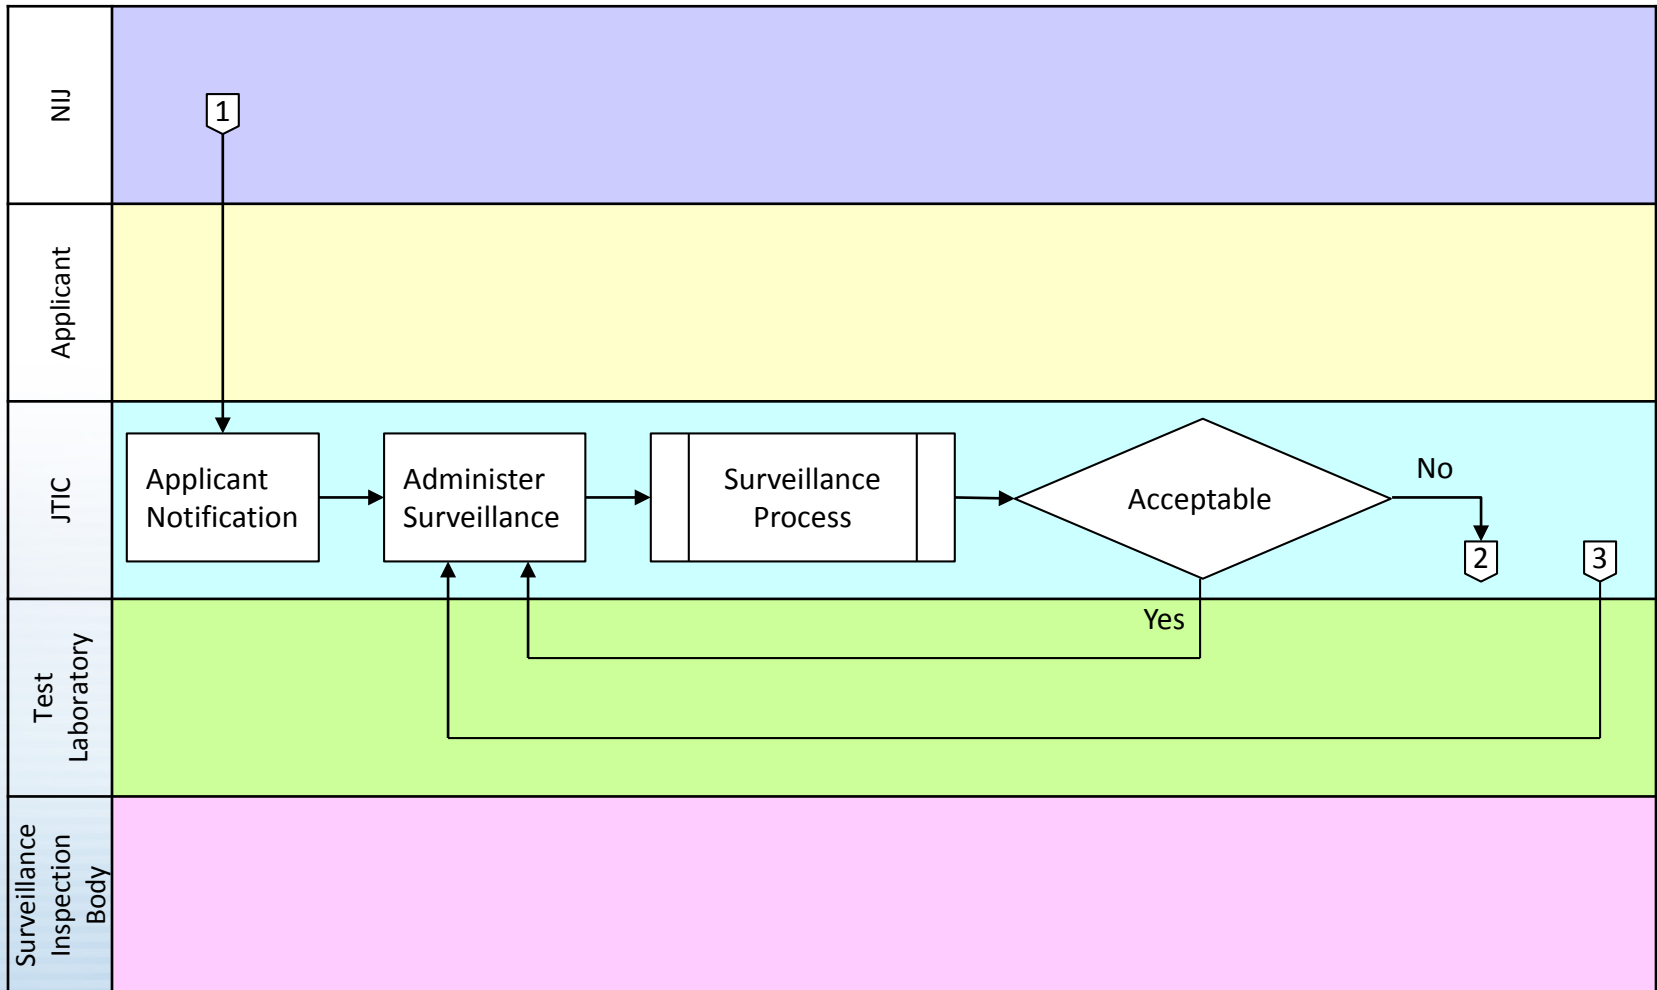 NIJ
1
Applicant
JTIC
Applicant
Notification
Administer
Surveillance
Surveillance
Process
Acceptable
No
2
3
Test
Laboratory
Yes
Surveillance
Inspection
Body